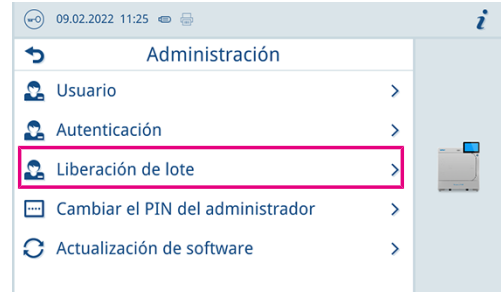 09.02.2022 11:25
i
Administración
Usuario
Autenticación
Liberación de lote
Cambiar el PIN del administrador
Actualización de software